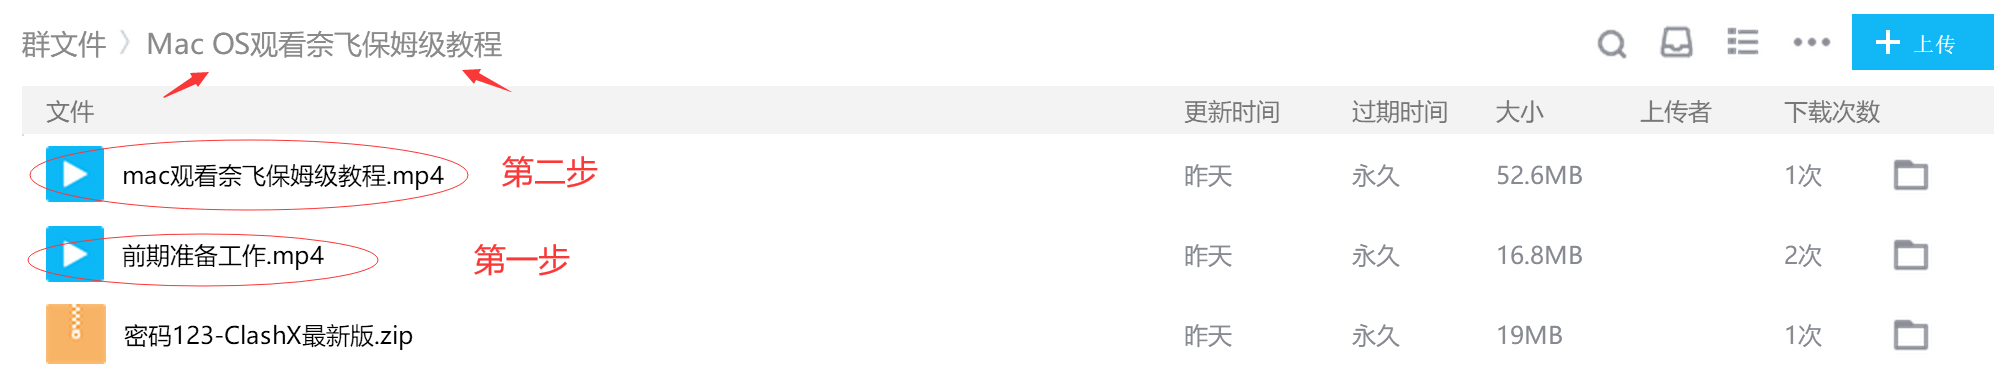 群文件 〉 Mac OS观看奈飞保姆级教程
上传
文件 更新时间 过期时间 大小 上传者 下载次数
mac观看奈飞保姆级教程.mp4 第二步 昨天 永久 52.6MB 1次
前期准备工作.mp4 第一步 昨天 永久 16.8MB 2次
密码123-ClashX最新版.zip 昨天 永久 19MB 1次